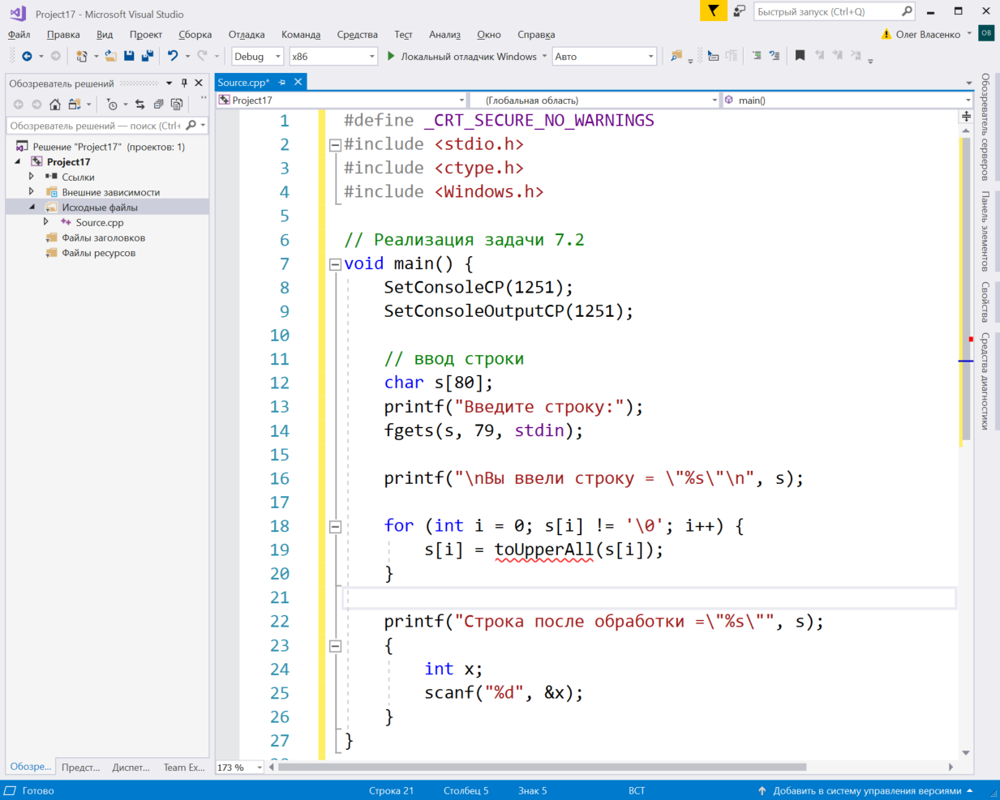 Project17 - Microsoft Visual Studio
Быстрый запуск (Ctrl+Q)
Файл Правка Вид Проект Сборка Отладка Команда Средства Тест Анализ Окно Справка Олег Власенко ОВ
Debug x86 Локальный отладчик Windows Авто
Обозреватель решений
Обозреватель решений — поиск (Ctrl+
Решение "Project17" (проектов: 1)
Project17
Ссылки
Внешние зависимости
Исходные файлы
Source.cpp
Файлы заголовков
Файлы ресурсов
Обозре... Предст... Диспет... Team Ex...
Source.cpp*
Project17 (Глобальная область) main()
1 #define _CRT_SECURE_NO_WARNINGS
2 #include <stdio.h>
3 #include <ctype.h>
4 #include <Windows.h>
5
6 // Реализация задачи 7.2
7 void main() {
8 SetConsoleCP(1251);
9 SetConsoleOutputCP(1251);
10
11 // ввод строки
12 char s[80];
13 printf("Введите строку:");
14 fgets(s, 79, stdin);
15
16 printf("\nВы ввели строку = \"%s\"\n", s);
17
18 for (int i = 0; s[i] != '\0'; i++) {
19 s[i] = toUpperAll(s[i]);
20 }
21
22 printf("Строка после обработки =\"%s\"", s);
23 {
24 int x;
25 scanf("%d", &x);
26 }
27 }
173 %
Обозреватель серверов
Панель элементов
Свойства
Средства диагностики
Готово Строка 21 Столбец 5 Знак 5 ВСТ Добавить в систему управления версиями